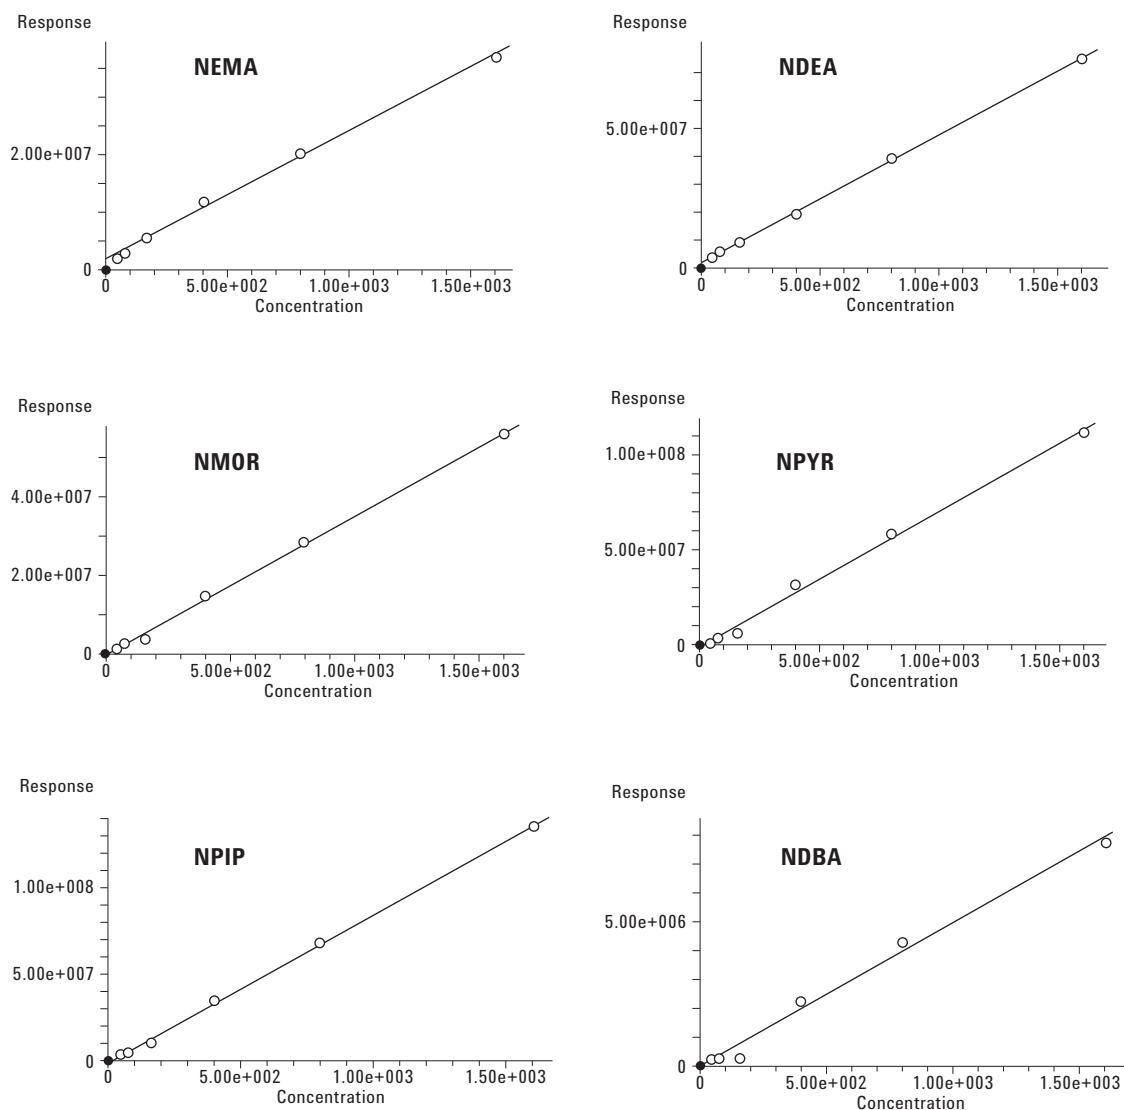 Response
NEMA
2.00e+007
0
0
5.00e+002
1.00e+003
1.50e+003
Concentration
Response
NDEA
5.00e+007
0
0
5.00e+002
1.00e+003
1.50e+003
Concentration
Response
NMOR
4.00e+007
2.00e+007
0
0
5.00e+002
1.00e+003
1.50e+003
Concentration
Response
NPYR
1.00e+008
5.00e+007
0
0
5.00e+002
1.00e+003
1.50e+003
Concentration
Response
NPIP
1.00e+008
5.00e+007
0
0
5.00e+002
1.00e+003
1.50e+003
Concentration
Response
NDBA
5.00e+006
0
0
5.00e+002
1.00e+003
1.50e+003
Concentration